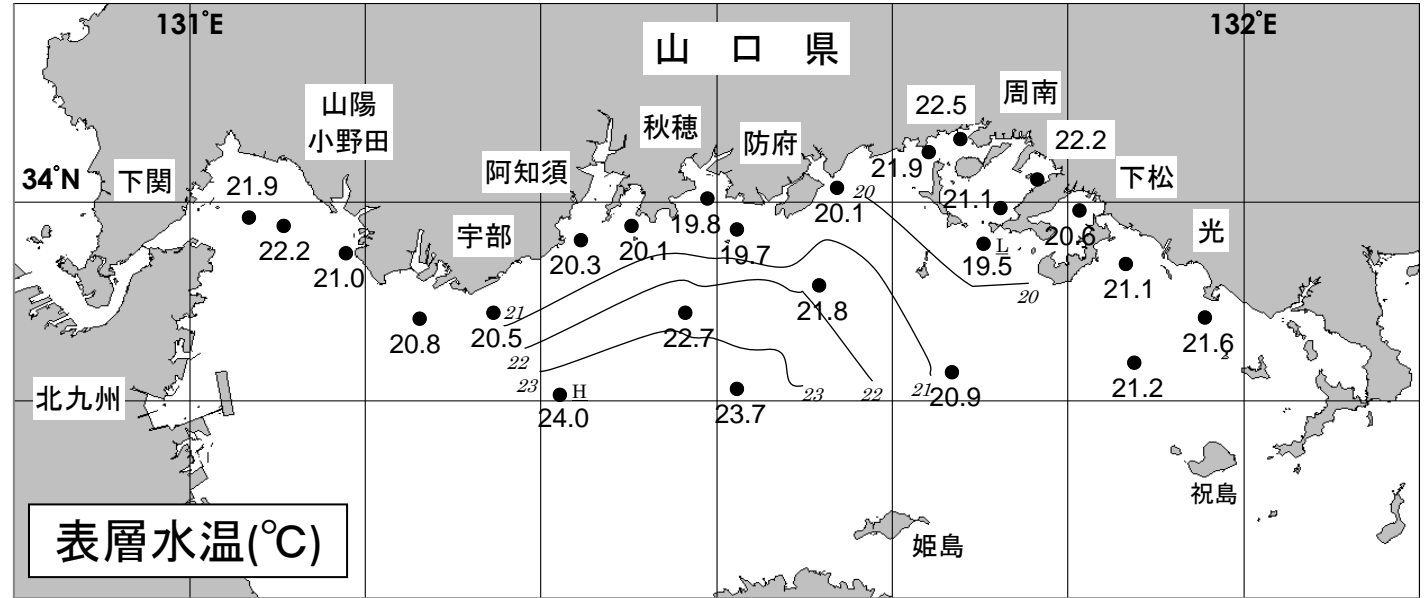 131°E
132°E
山 口 県
山陽
小野田
秋穂
防府
22.5
周南
22.2
阿知須
21.9
下松
34°N
下関
21.9
20
20.1
21.1
19.8
光
宇部
22.2
20.1
19.7
20.6
L
21.0
20.3
19.5
21.1
20
21
21.8
20.8
20.5
22.7
21.6
22
23
H
23
22
21
20.9
21.2
北九州
24.0
23.7
祝島
表層水温(℃)
姫島